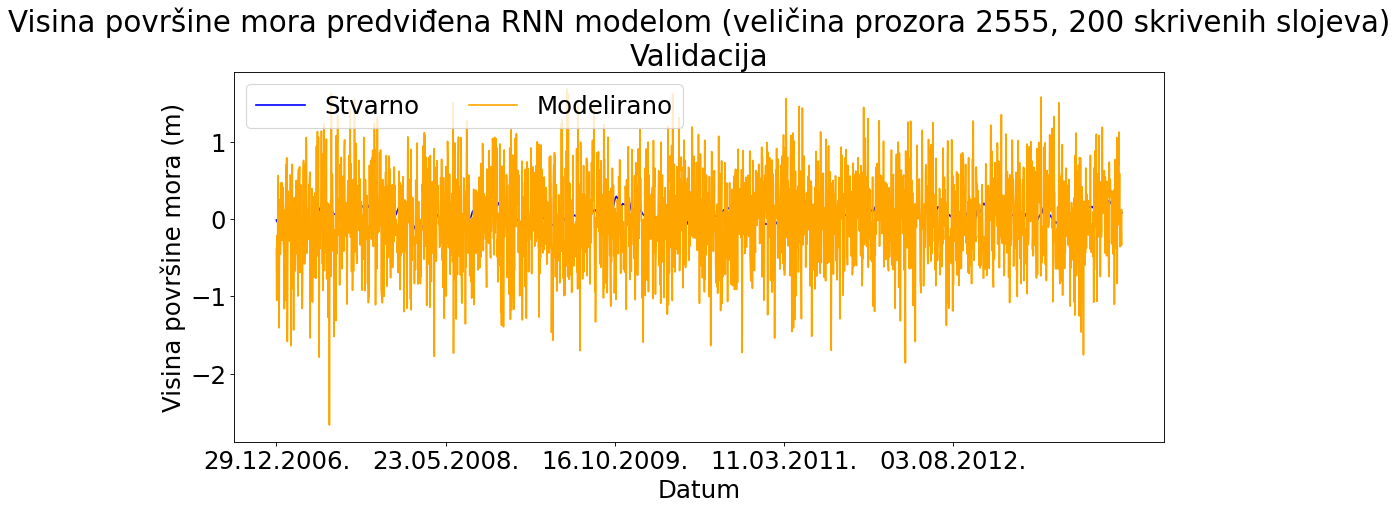 Visina površine mora predviđena RNN modelom (veličina prozora 2555, 200 skrivenih slojeva)
Validacija
Stvarno Modelirano
Visina površine mora (m)
1
0
−1
−2
29.12.2006. 23.05.2008. 16.10.2009. 11.03.2011. 03.08.2012.
Datum